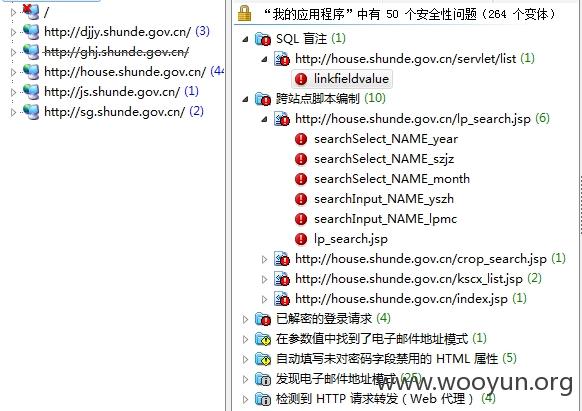 /
http://djjy.shunde.gov.cn/ (3)
http://ghj.shunde.gov.cn/
http://house.shunde.gov.cn/ (44
http://js.shunde.gov.cn/ (1)
http://sg.shunde.gov.cn/ (2)
“我的应用程序”中有 50 个安全性问题（264 个变体）
SQL 盲注 (1)
http://house.shunde.gov.cn/servlet/list (1)
linkfieldvalue
跨站点脚本编制 (10)
http://house.shunde.gov.cn/lp_search.jsp (6)
searchSelect_NAME_year
searchSelect_NAME_szjz
searchSelect_NAME_month
searchInput_NAME_yszh
searchInput_NAME_lpmc
lp_search.jsp
http://house.shunde.gov.cn/crop_search.jsp (1)
http://house.shunde.gov.cn/kscx_list.jsp (2)
http://house.shunde.gov.cn/index.jsp (1)
已解密的登录请求 (4)
在参数值中找到了电子邮件地址模式 (1)
自动填写未对密码字段禁用的 HTML 属性 (5)
发现电子邮件地址模式 (25)
检测到 HTTP 请求转发（Web 代理） (4)
www.wooyun.org